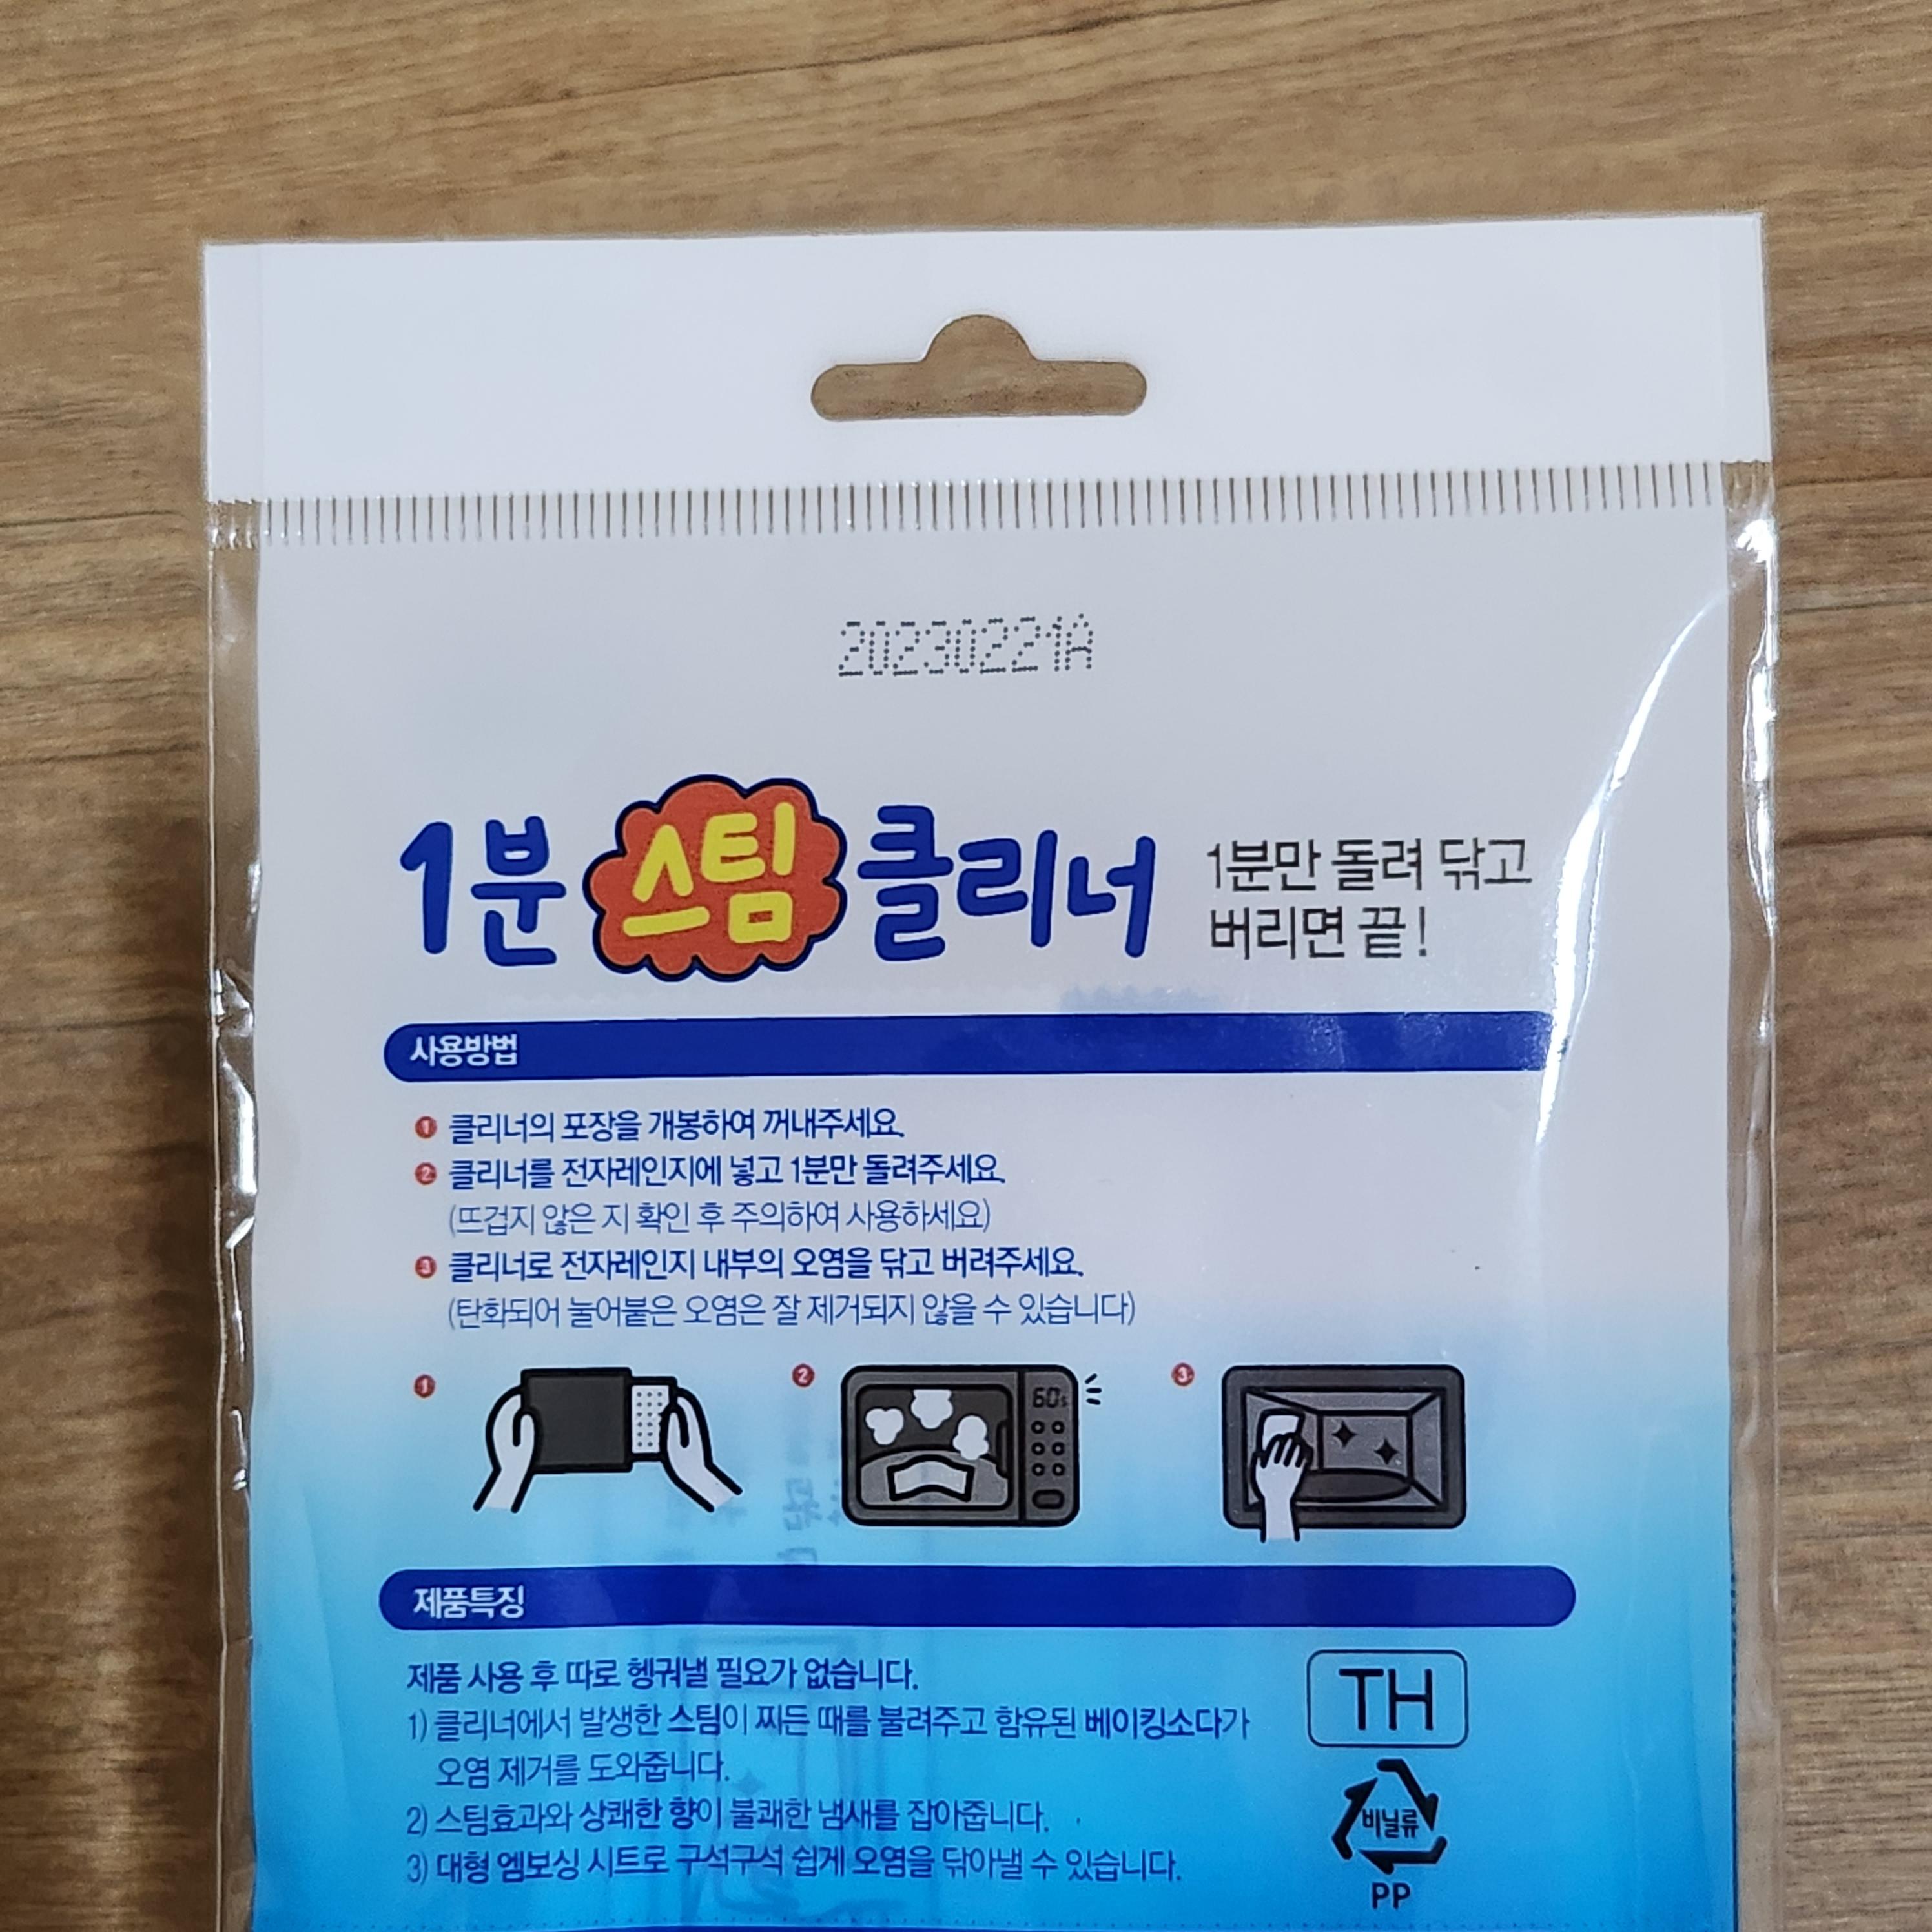 20230221A
1분 스팀 클리너
1분만 돌려 닦고
버리면 끝!
사용방법
1 클리너의 포장을 개봉하여 꺼내주세요.
2 클리너를 전자레인지에 넣고 1분만 돌려주세요.
(뜨겁지 않은 지 확인 후 주의하여 사용하세요)
3 클리너로 전자레인지 내부의 오염을 닦고 버려주세요.
(탄화되어 눌어붙은 오염은 잘 제거되지 않을 수 있습니다)
1 2 3
60s
제품특징
제품 사용 후 따로 헹궈낼 필요가 없습니다.
1) 클리너에서 발생한 스팀이 찌든 때를 불려주고 함유된 베이킹소다가
오염 제거를 도와줍니다.
2) 스팀효과와 상쾌한 향이 불쾌한 냄새를 잡아줍니다.
3) 대형 엠보싱 시트로 구석구석 쉽게 오염을 닦아낼 수 있습니다.
TH
비닐류
PP